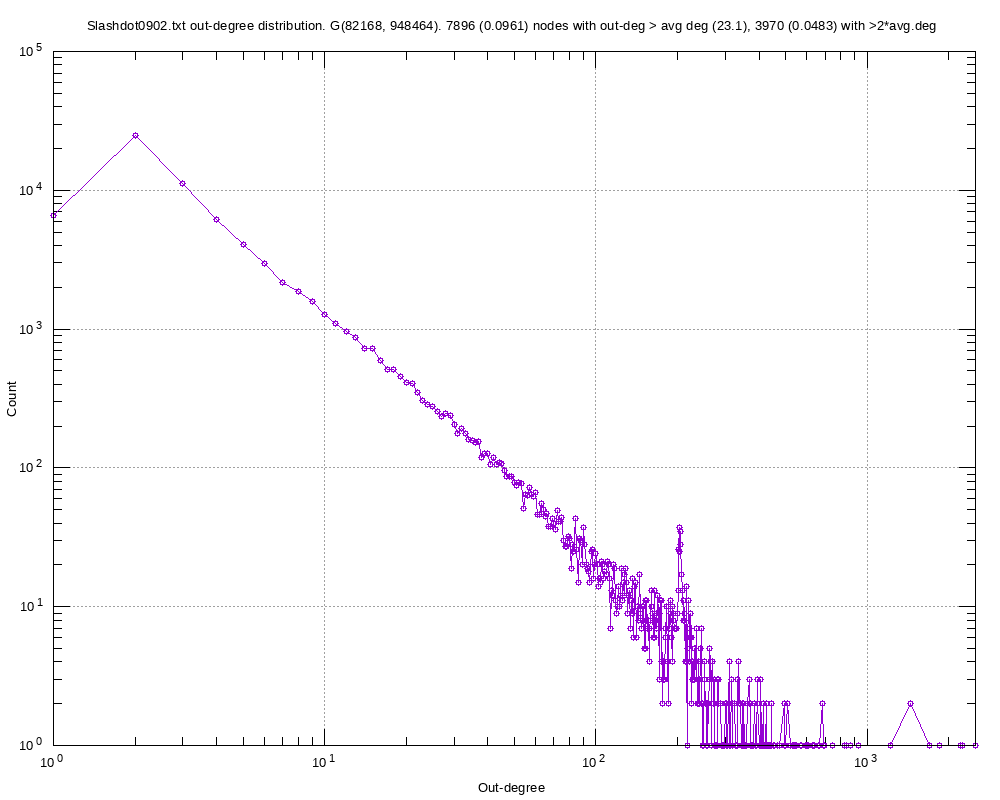 Slashdot0902.txt out-degree distribution. G(82168, 948464). 7896 (0.0961) nodes with out-deg > avg deg (23.1), 3970 (0.0483) with >2*avg.deg
10^5
10^4
10^3
10^2
10^1
10^0
Count
10^0 10^1 10^2 10^3
Out-degree